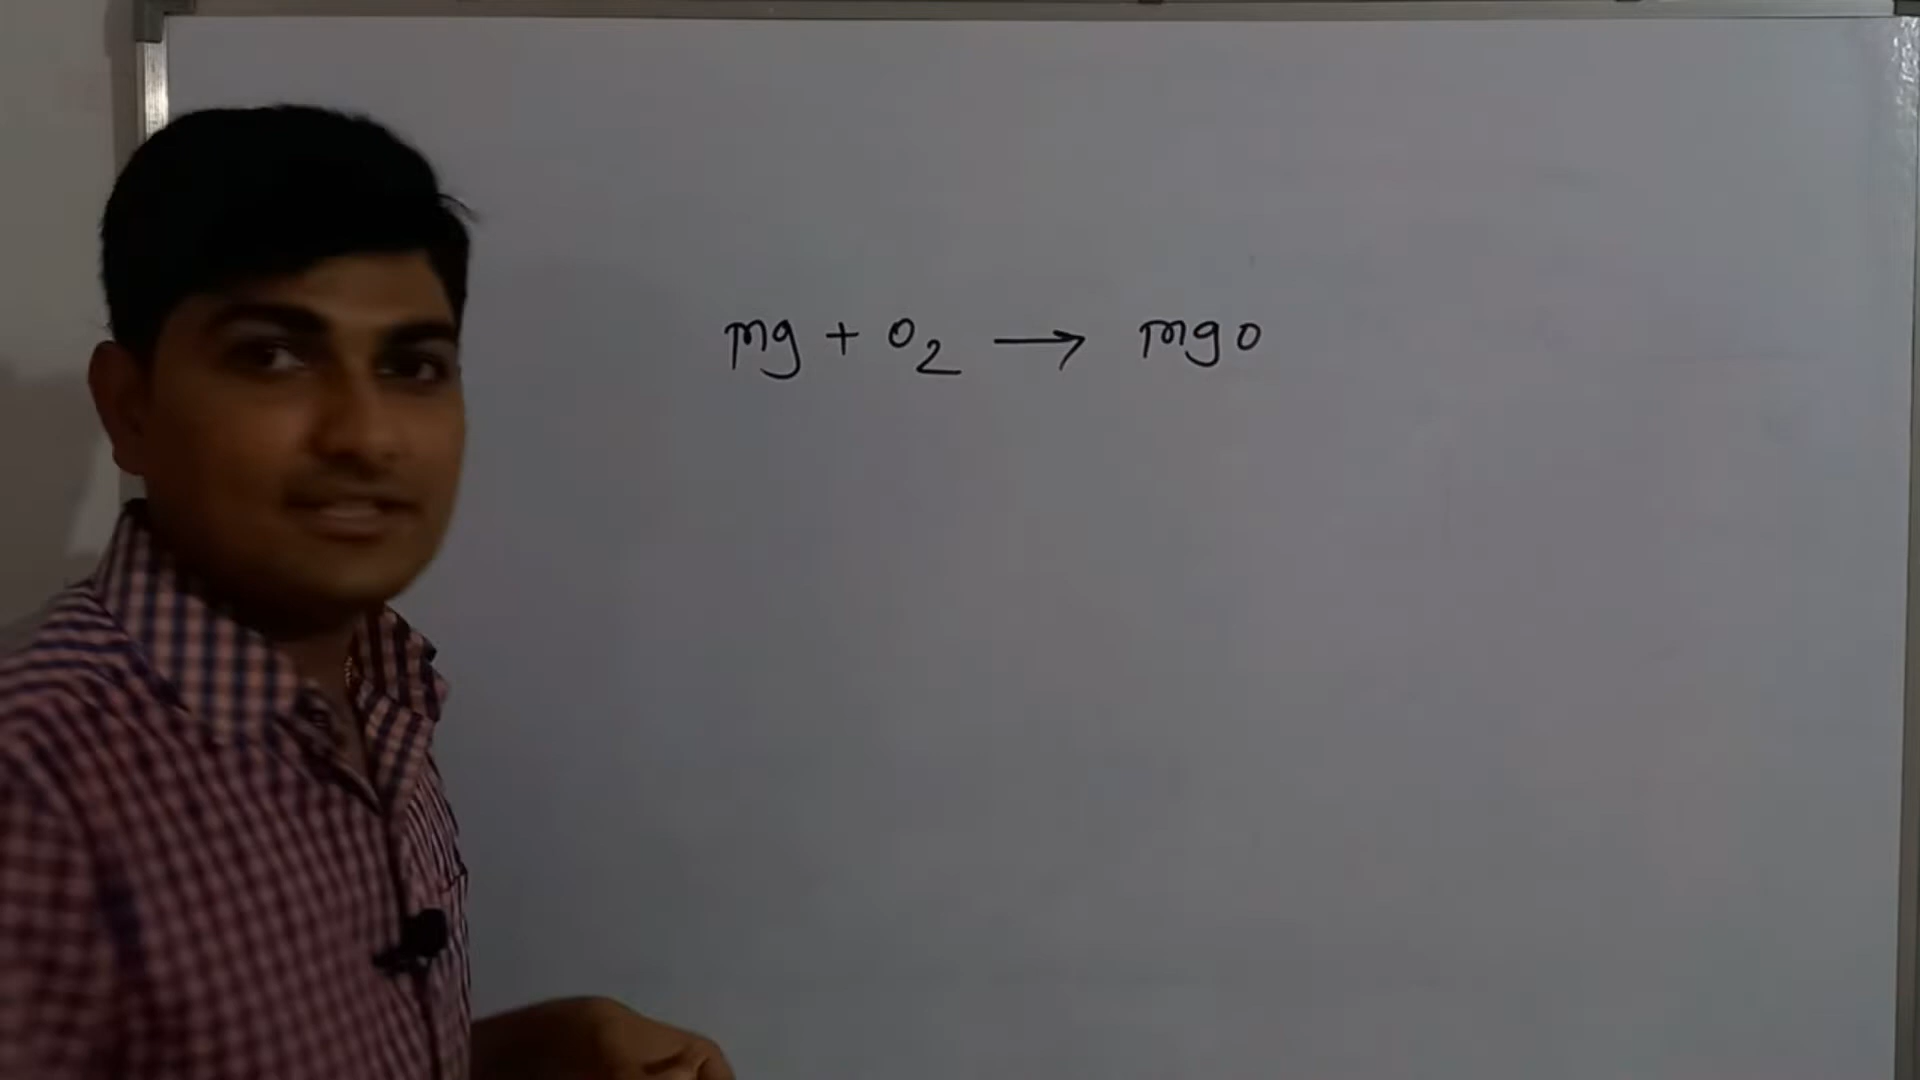 Mg + O₂ → MgO